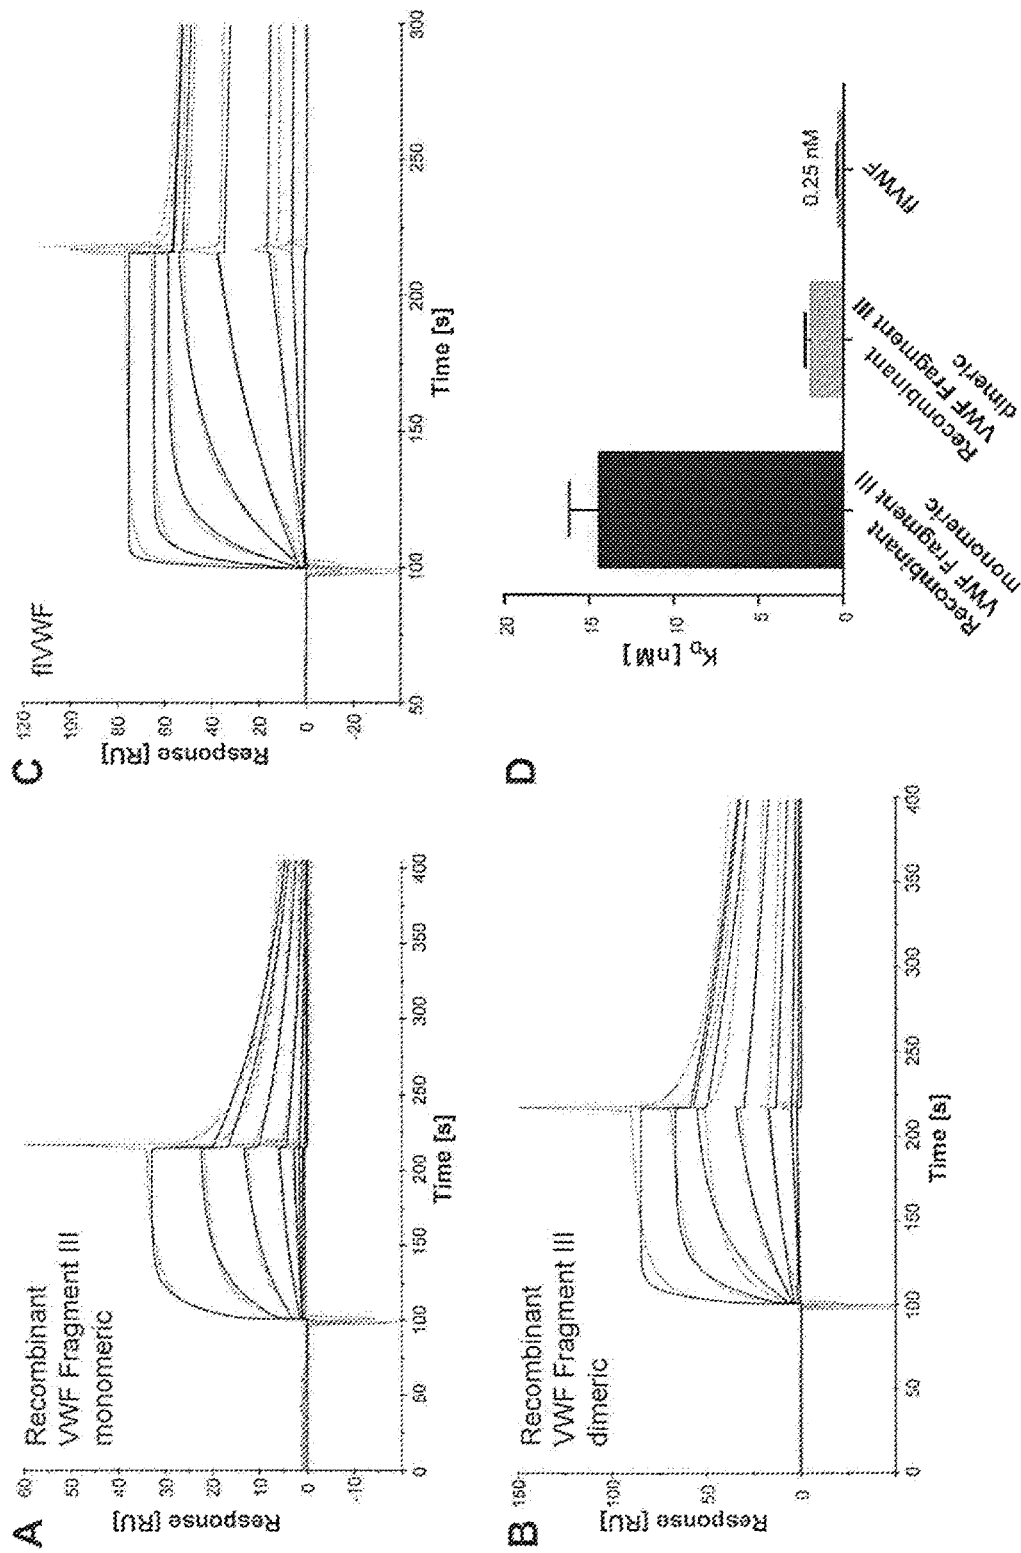 A
Recombinant
VWF Fragment III
monomeric
Response [RU]
60
50
40
30
20
10
0
-10
0
50
100
150
200
250
300
350
400
Time [s]
B
Recombinant
VWF Fragment III
dimeric
Response [RU]
150
100
50
0
0
50
100
150
200
250
300
350
400
Time [s]
C
flVWF
Response [RU]
120
100
80
60
40
20
0
-20
50
100
150
200
250
300
Time [s]
D
K_D [nM]
20
15
10
5
0
0.25 nM
Recombinant
VWF Fragment III
monomeric
Recombinant
VWF Fragment III
dimeric
flVWF